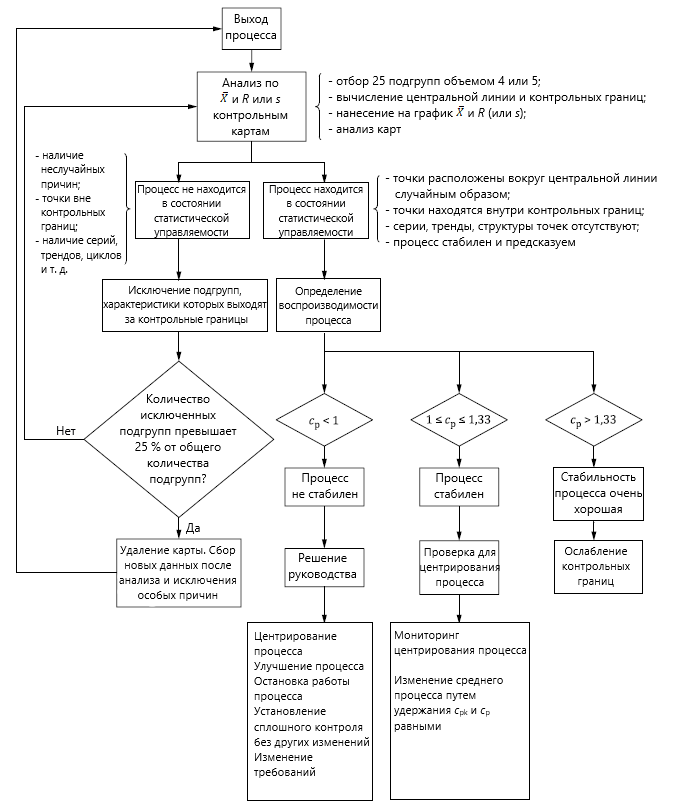 Выход
процесса
Анализ по
X̄ и R или s
контрольным
картам
- отбор 25 подгрупп объемом 4 или 5;
- вычисление центральной линии и контрольных границ;
- нанесение на график X̄ и R (или s);
- анализ карт
- наличие
неслучайных
причин;
- точки вне
контрольных
границ;
- наличие серий,
трендов, циклов
и т. д.
Процесс не находится
в состоянии
статистической
управляемости
Процесс находится
в состоянии
статистической
управляемости
- точки расположены вокруг центральной линии
случайным образом;
- точки находятся внутри контрольных границ;
- серии, тренды, структуры точек отсутствуют;
- процесс стабилен и предсказуем
Исключение подгрупп,
характеристики которых выходят
за контрольные границы
Определение
воспроизводимости
процесса
Количество
исключенных
подгрупп превышает
25 % от общего
количества
подгрупп?
Нет
Да
cp < 1
1 ≤ cp ≤ 1,33
cp > 1,33
Процесс
не стабилен
Процесс
стабилен
Стабильность
процесса очень
хорошая
Удаление карты. Сбор
новых данных после
анализа и исключения
особых причин
Решение
руководства
Проверка для
центрирования
процесса
Ослабление
контрольных
границ
Центрирование
процесса
Улучшение процесса
Остановка работы
процесса
Установление
сплошного контроля
без других изменений
Изменение
требований
Мониторинг
центрирования процесса
Изменение среднего
процесса путем
удержания cpk и cp
равными